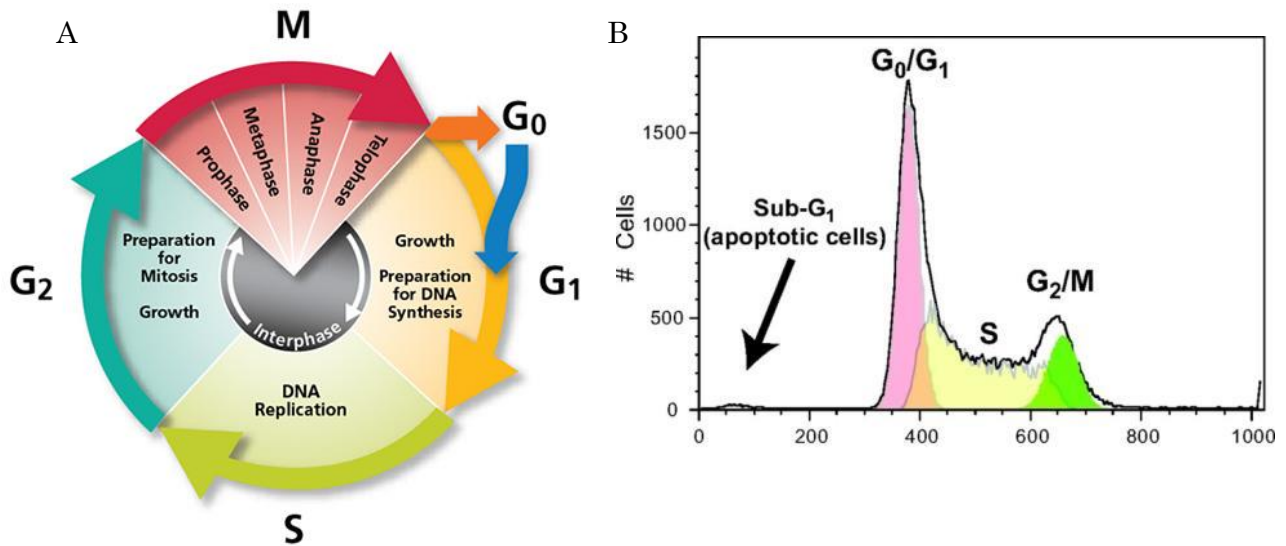 A
M
Prophase
Metaphase
Anaphase
Telophase
G₀
Growth
Preparation
for DNA
Synthesis
G₁
DNA
Replication
S
Preparation
for
Mitosis
Growth
G₂
Interphase
B
G₀/G₁
Sub-G₁
(apoptotic cells)
S
G₂/M
# Cells
1500
1000
500
0
0
200
400
600
800
1000